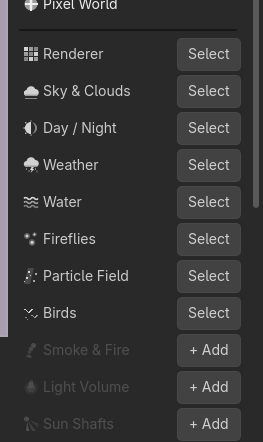 Pixel World
Renderer Select
Sky & Clouds Select
Day / Night Select
Weather Select
Water Select
Fireflies Select
Particle Field Select
Birds Select
Smoke & Fire + Add
Light Volume + Add
Sun Shafts + Add